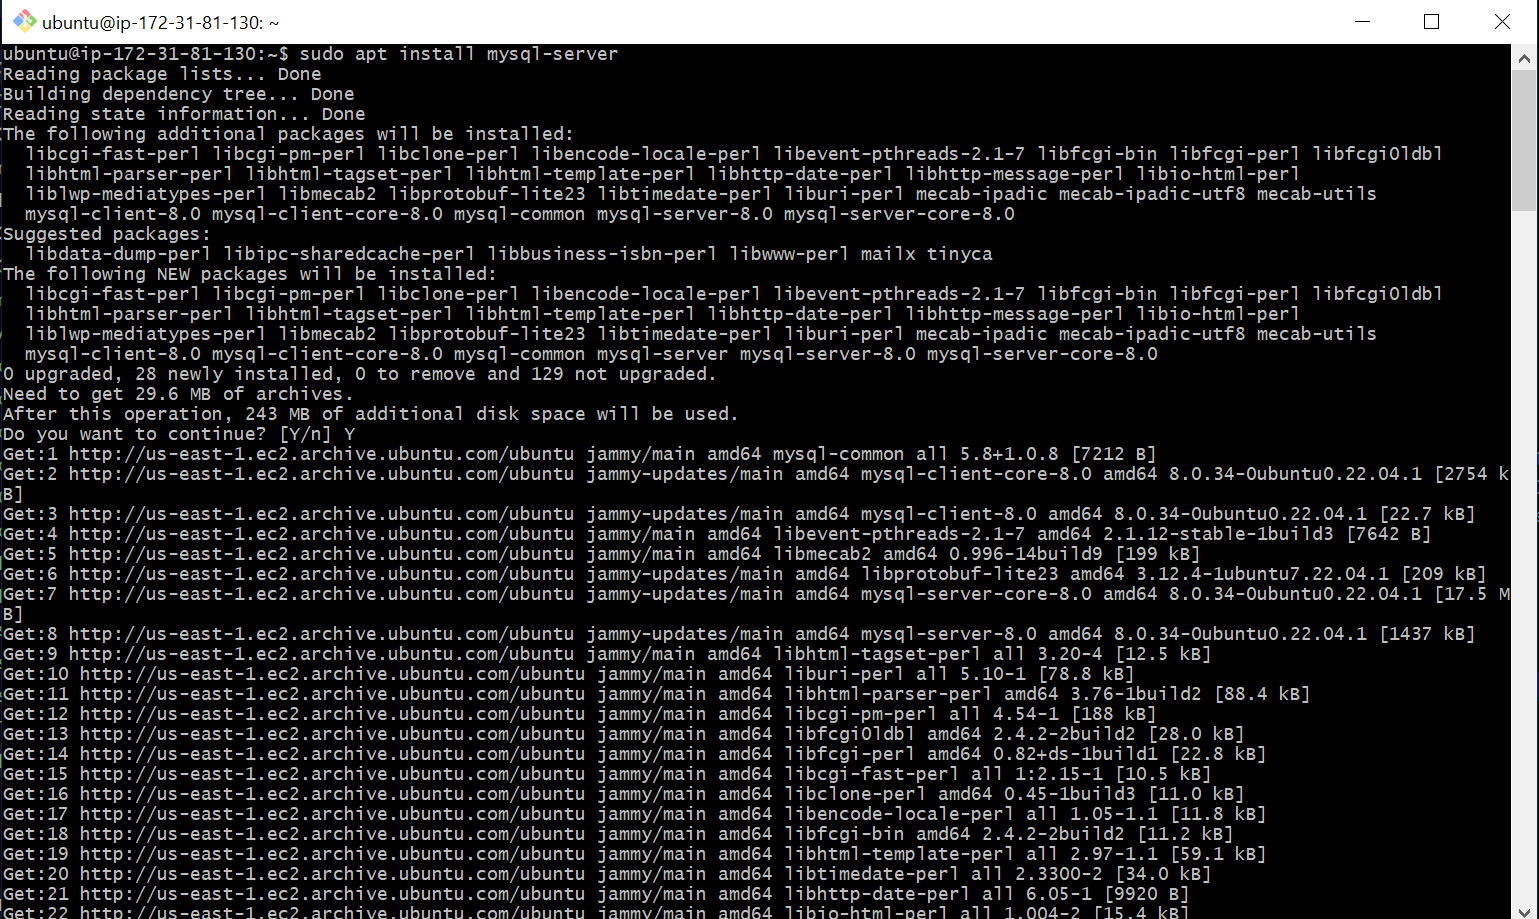 ubuntu@ip-172-31-81-130: ~
ubuntu@ip-172-31-81-130:~$ sudo apt install mysql-server
Reading package lists... Done
Building dependency tree... Done
Reading state information... Done
The following additional packages will be installed:
  libcgi-fast-perl libcgi-pm-perl libclone-perl libencode-locale-perl libevent-pthreads-2.1-7 libfcgi-bin libfcgi-perl libfcgi0ldbl
  libhtml-parser-perl libhtml-tagset-perl libhtml-template-perl libhttp-date-perl libhttp-message-perl libio-html-perl
  liblwp-mediatypes-perl libmecab2 libprotobuf-lite23 libtimedate-perl liburi-perl mecab-ipadic mecab-ipadic-utf8 mecab-utils
  mysql-client-8.0 mysql-client-core-8.0 mysql-common mysql-server-8.0 mysql-server-core-8.0
Suggested packages:
  libdata-dump-perl libipc-sharedcache-perl libbusiness-isbn-perl libwww-perl mailx tinyca
The following NEW packages will be installed:
  libcgi-fast-perl libcgi-pm-perl libclone-perl libencode-locale-perl libevent-pthreads-2.1-7 libfcgi-bin libfcgi-perl libfcgi0ldbl
  libhtml-parser-perl libhtml-tagset-perl libhtml-template-perl libhttp-date-perl libhttp-message-perl libio-html-perl
  liblwp-mediatypes-perl libmecab2 libprotobuf-lite23 libtimedate-perl liburi-perl mecab-ipadic mecab-ipadic-utf8 mecab-utils
  mysql-client-8.0 mysql-client-core-8.0 mysql-common mysql-server mysql-server-8.0 mysql-server-core-8.0
0 upgraded, 28 newly installed, 0 to remove and 129 not upgraded.
Need to get 29.6 MB of archives.
After this operation, 243 MB of additional disk space will be used.
Do you want to continue? [Y/n] Y
Get:1 http://us-east-1.ec2.archive.ubuntu.com/ubuntu jammy/main amd64 mysql-common all 5.8+1.0.8 [7212 B]
Get:2 http://us-east-1.ec2.archive.ubuntu.com/ubuntu jammy-updates/main amd64 mysql-client-core-8.0 amd64 8.0.34-0ubuntu0.22.04.1 [2754 k
B]
Get:3 http://us-east-1.ec2.archive.ubuntu.com/ubuntu jammy-updates/main amd64 mysql-client-8.0 amd64 8.0.34-0ubuntu0.22.04.1 [22.7 kB]
Get:4 http://us-east-1.ec2.archive.ubuntu.com/ubuntu jammy/main amd64 libevent-pthreads-2.1-7 amd64 2.1.12-stable-1build3 [7642 B]
Get:5 http://us-east-1.ec2.archive.ubuntu.com/ubuntu jammy/main amd64 libmecab2 amd64 0.996-14build9 [199 kB]
Get:6 http://us-east-1.ec2.archive.ubuntu.com/ubuntu jammy-updates/main amd64 libprotobuf-lite23 amd64 3.12.4-1ubuntu7.22.04.1 [209 kB]
Get:7 http://us-east-1.ec2.archive.ubuntu.com/ubuntu jammy-updates/main amd64 mysql-server-core-8.0 amd64 8.0.34-0ubuntu0.22.04.1 [17.5 M
B]
Get:8 http://us-east-1.ec2.archive.ubuntu.com/ubuntu jammy-updates/main amd64 mysql-server-8.0 amd64 8.0.34-0ubuntu0.22.04.1 [1437 kB]
Get:9 http://us-east-1.ec2.archive.ubuntu.com/ubuntu jammy/main amd64 libhtml-tagset-perl all 3.20-4 [12.5 kB]
Get:10 http://us-east-1.ec2.archive.ubuntu.com/ubuntu jammy/main amd64 liburi-perl all 5.10-1 [78.8 kB]
Get:11 http://us-east-1.ec2.archive.ubuntu.com/ubuntu jammy/main amd64 libhtml-parser-perl amd64 3.76-1build2 [88.4 kB]
Get:12 http://us-east-1.ec2.archive.ubuntu.com/ubuntu jammy/main amd64 libcgi-pm-perl all 4.54-1 [188 kB]
Get:13 http://us-east-1.ec2.archive.ubuntu.com/ubuntu jammy/main amd64 libfcgi0ldbl amd64 2.4.2-2build2 [28.0 kB]
Get:14 http://us-east-1.ec2.archive.ubuntu.com/ubuntu jammy/main amd64 libfcgi-perl amd64 0.82+ds-1build1 [22.8 kB]
Get:15 http://us-east-1.ec2.archive.ubuntu.com/ubuntu jammy/main amd64 libcgi-fast-perl all 1:2.15-1 [10.5 kB]
Get:16 http://us-east-1.ec2.archive.ubuntu.com/ubuntu jammy/main amd64 libclone-perl amd64 0.45-1build3 [11.0 kB]
Get:17 http://us-east-1.ec2.archive.ubuntu.com/ubuntu jammy/main amd64 libencode-locale-perl all 1.05-1.1 [11.8 kB]
Get:18 http://us-east-1.ec2.archive.ubuntu.com/ubuntu jammy/main amd64 libfcgi-bin amd64 2.4.2-2build2 [11.2 kB]
Get:19 http://us-east-1.ec2.archive.ubuntu.com/ubuntu jammy/main amd64 libhtml-template-perl all 2.97-1.1 [59.1 kB]
Get:20 http://us-east-1.ec2.archive.ubuntu.com/ubuntu jammy/main amd64 libtimedate-perl all 2.3300-2 [34.0 kB]
Get:21 http://us-east-1.ec2.archive.ubuntu.com/ubuntu jammy/main amd64 libhttp-date-perl all 6.05-1 [9920 B]
Get:22 http://us-east-1.ec2.archive.ubuntu.com/ubuntu jammy/main amd64 libio-html-perl all 1.004-2 [15.4 kB]